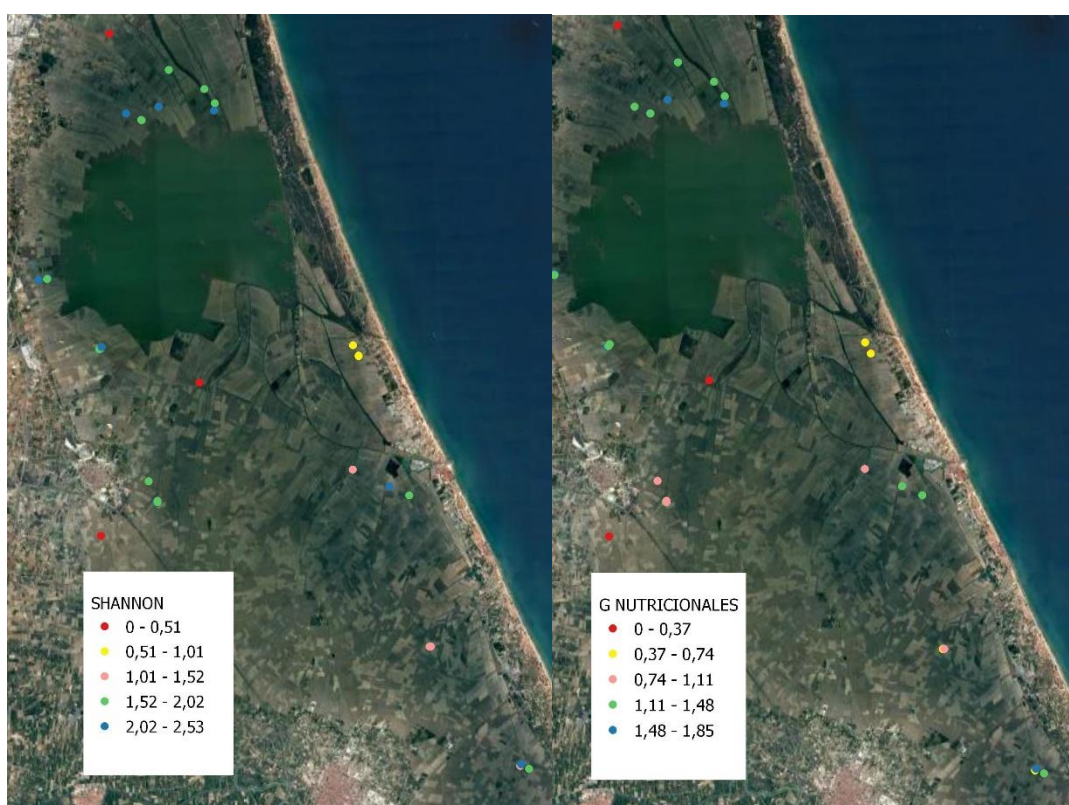 SHANNON
0 - 0,51
0,51 - 1,01
1,01 - 1,52
1,52 - 2,02
2,02 - 2,53
G NUTRICIONALES
0 - 0,37
0,37 - 0,74
0,74 - 1,11
1,11 - 1,48
1,48 - 1,85